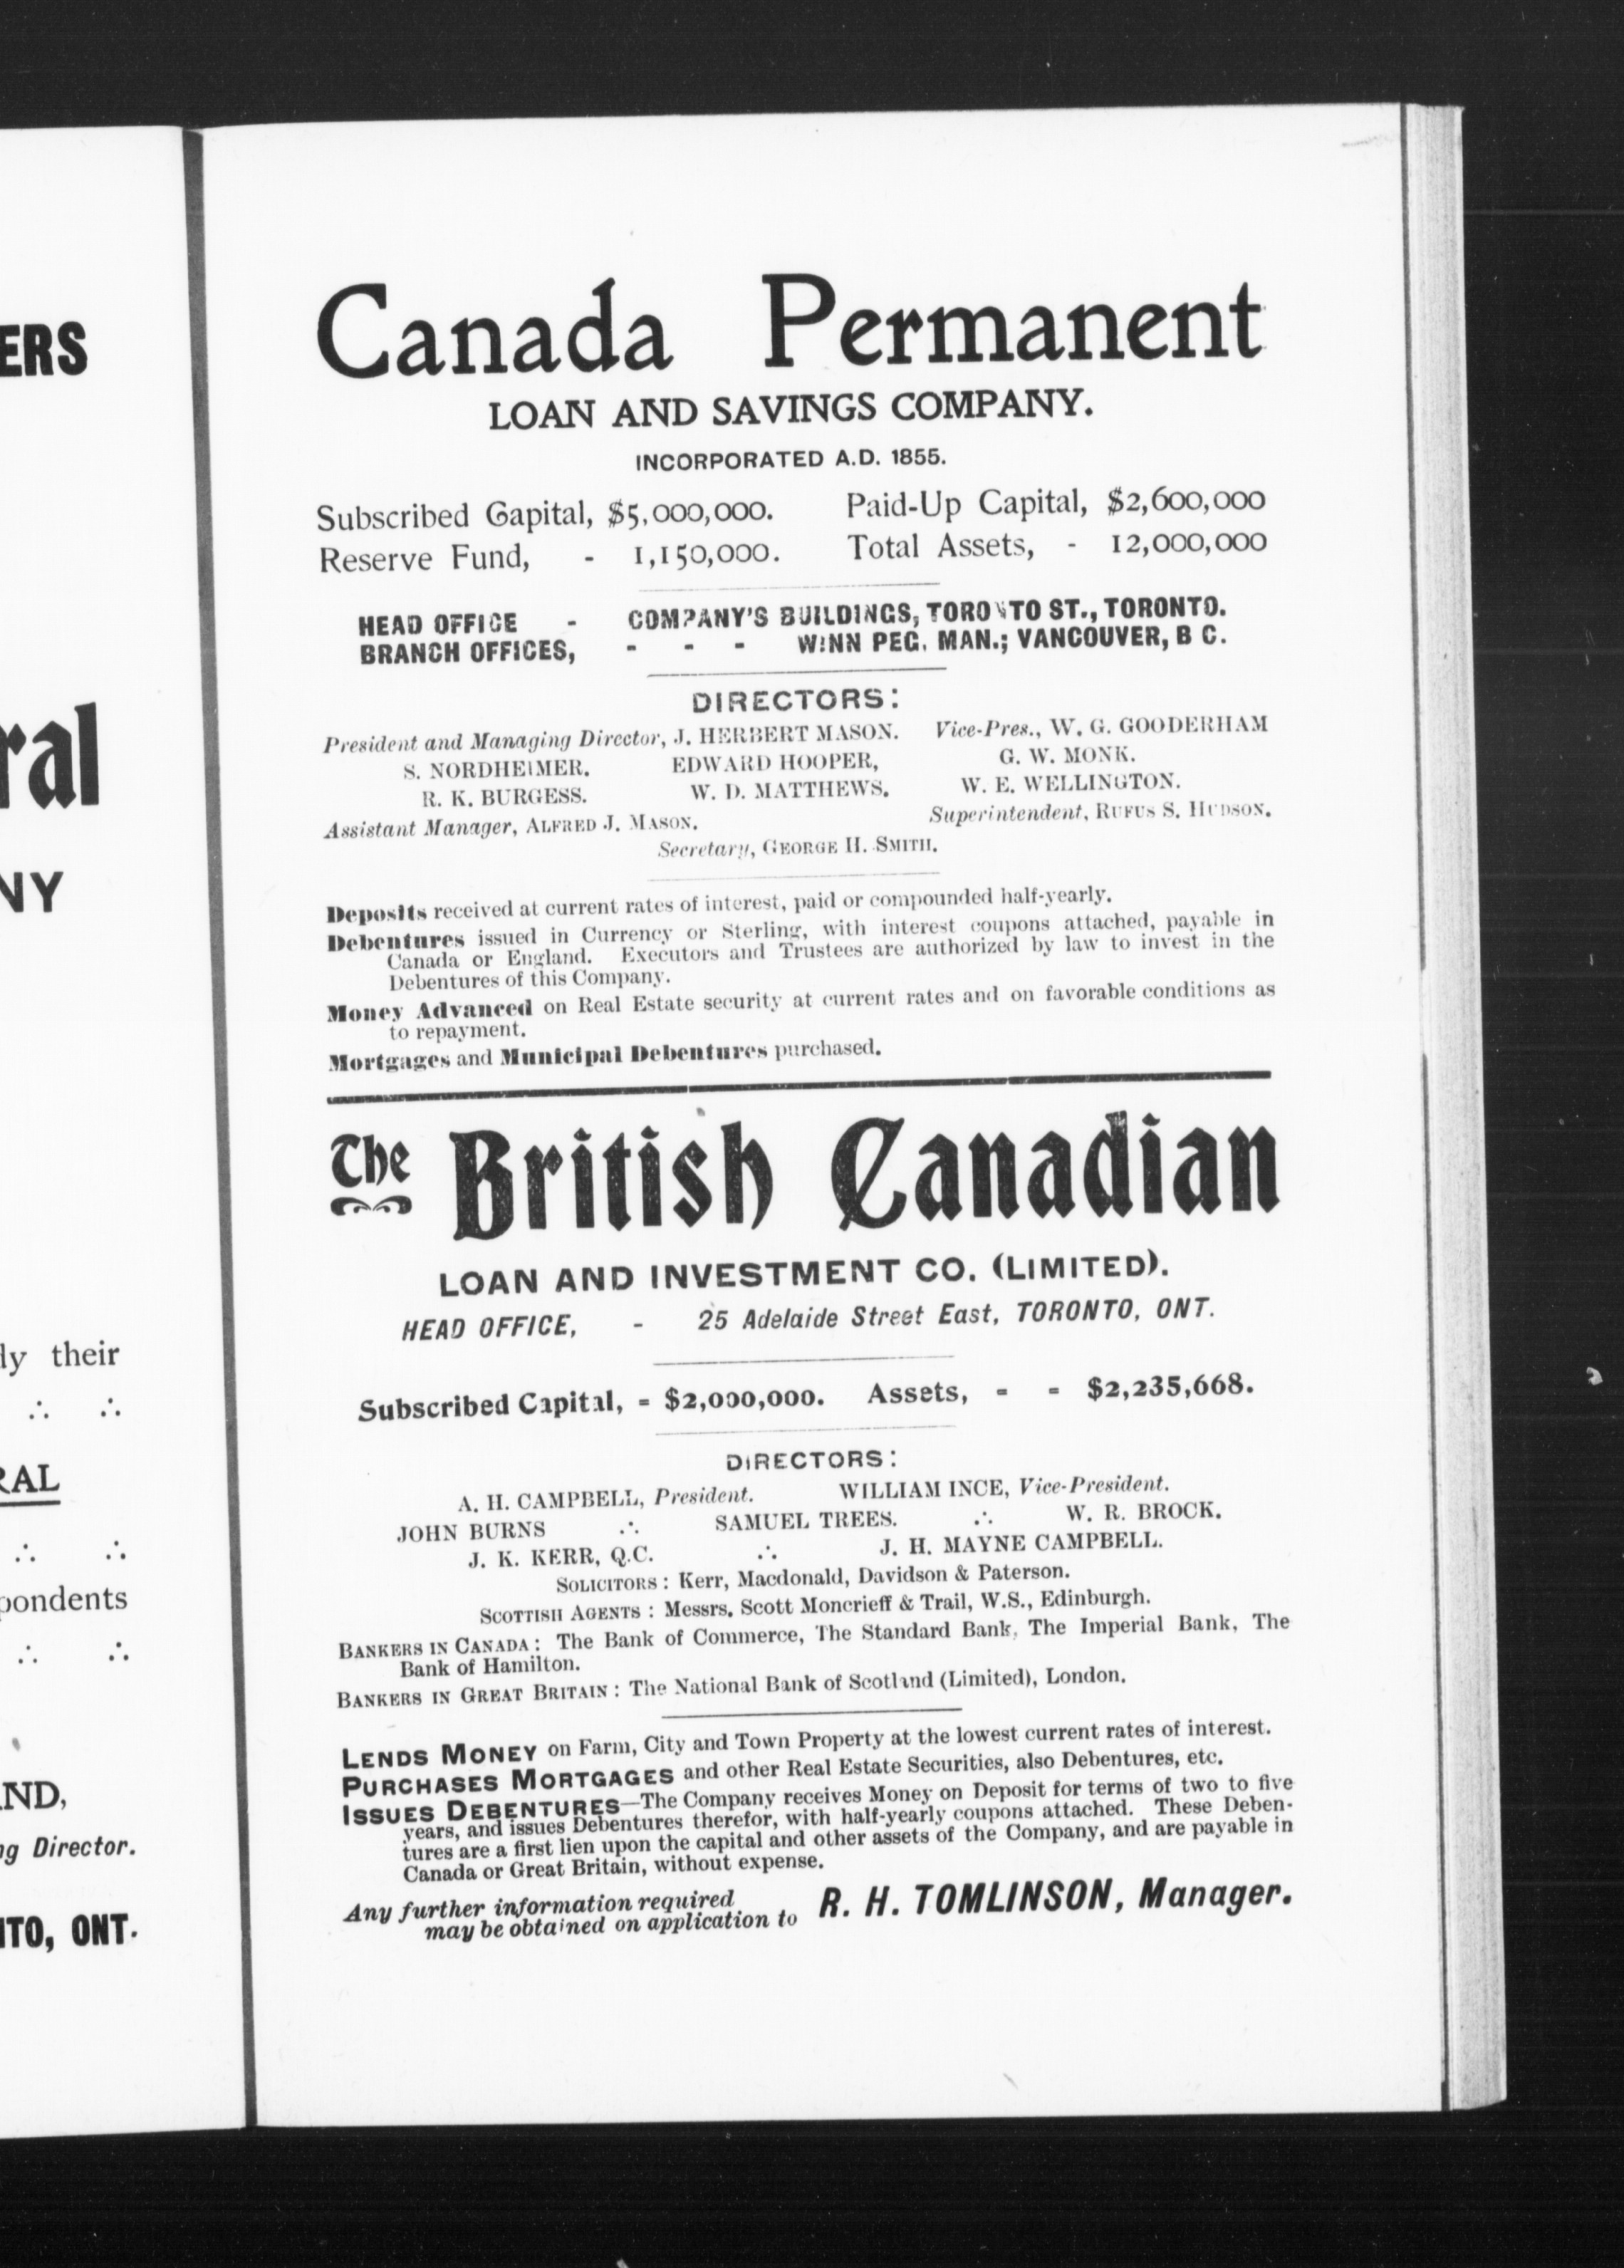 ERS
ral
NY
ly their
∴ ∴
RAL
∴ ∴
pondents
∴ ∴
AND,
ng Director.
NTO, ONT.
Canada Permanent
LOAN AND SAVINGS COMPANY.
INCORPORATED A.D. 1855.
Subscribed Capital, $5,000,000. Paid-Up Capital, $2,600,000
Reserve Fund, - 1,150,000. Total Assets, - 12,000,000
HEAD OFFICE - COMPANY'S BUILDINGS, TORONTO ST., TORONTO.
BRANCH OFFICES, - - - WINNIPEG, MAN.; VANCOUVER, B C.
DIRECTORS:
President and Managing Director, J. HERBERT MASON. Vice-Pres., W. G. GOODERHAM
S. NORDHEIMER. EDWARD HOOPER, G. W. MONK.
R. K. BURGESS. W. D. MATTHEWS. W. E. WELLINGTON.
Assistant Manager, ALFRED J. MASON. Superintendent, RUFUS S. HUDSON.
Secretary, GEORGE H. SMITH.
Deposits received at current rates of interest, paid or compounded half-yearly.
Debentures issued in Currency or Sterling, with interest coupons attached, payable in
Canada or England. Executors and Trustees are authorized by law to invest in the
Debentures of this Company.
Money Advanced on Real Estate security at current rates and on favorable conditions as
to repayment.
Mortgages and Municipal Debentures purchased.
The British Canadian
LOAN AND INVESTMENT CO. (LIMITED).
HEAD OFFICE, - 25 Adelaide Street East, TORONTO, ONT.
Subscribed Capital, - $2,000,000. Assets, - - $2,235,668.
DIRECTORS:
A. H. CAMPBELL, President. WILLIAM INCE, Vice-President.
JOHN BURNS ∴ SAMUEL TREES. ∴ W. R. BROCK.
J. K. KERR, Q.C. ∴ J. H. MAYNE CAMPBELL.
SOLICITORS: Kerr, Macdonald, Davidson & Paterson.
SCOTTISH AGENTS: Messrs. Scott Moncrieff & Trail, W.S., Edinburgh.
BANKERS IN CANADA: The Bank of Commerce, The Standard Bank, The Imperial Bank, The
Bank of Hamilton.
BANKERS IN GREAT BRITAIN: The National Bank of Scotland (Limited), London.
LENDS MONEY on Farm, City and Town Property at the lowest current rates of interest.
PURCHASES MORTGAGES and other Real Estate Securities, also Debentures, etc.
ISSUES DEBENTURES—The Company receives Money on Deposit for terms of two to five
years, and issues Debentures therefor, with half-yearly coupons attached. These Deben-
tures are a first lien upon the capital and other assets of the Company, and are payable in
Canada or Great Britain, without expense.
Any further information required
may be obtained on application to R. H. TOMLINSON, Manager.